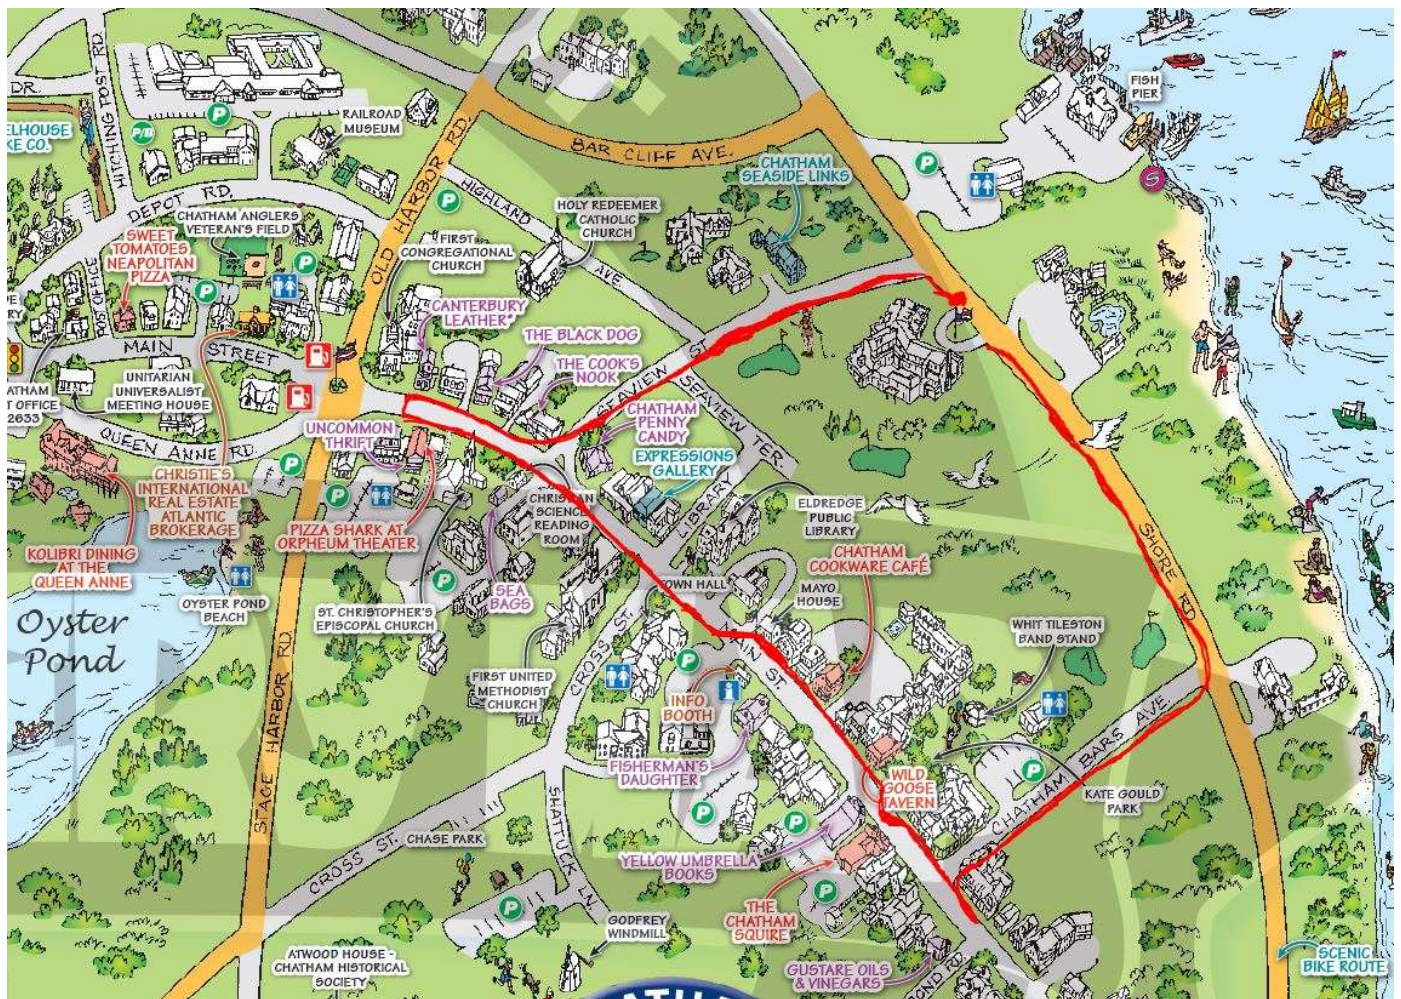 DR.
HITCHING POST RD.
RAILROAD
MUSEUM
OLD HARBOR RD.
BAR CLIFF AVE.
FISH
PIER
S
P
P/B
ELHOUSE
KE CO.
DEPOT RD.
HIGHLAND AVE.
CHATHAM
SEASIDE LINKS
CHATHAM ANGLERS
VETERAN'S FIELD
HOLY REDEEMER
CATHOLIC
CHURCH
SWEET
TOMATOES
NEAPOLITAN
PIZZA
FIRST
CONGREGATIONAL
CHURCH
CANTERBURY
LEATHER
THE BLACK DOG
THE COOK'S
NOOK
MAIN STREET
UNITARIAN
UNIVERSALIST
MEETING HOUSE
ATHAM
T OFFICE
2633
QUEEN ANNE RD
UNCOMMON
THRIFT
CHATHAM
PENNY
CANDY
SEAVIEW TER.
EXPRESSIONS
GALLERY
CHRISTIE'S
INTERNATIONAL
REAL ESTATE
ATLANTIC
BROKERAGE
PIZZA SHARK AT
ORPHEUM THEATER
CHRISTIAN
SCIENCE
READING
ROOM
LIBRARY
ELDREDGE
PUBLIC
LIBRARY
KOLIBRI DINING
AT THE
QUEEN ANNE
CHATHAM
COOKWARE CAFÉ
SHORE RD.
OYSTER POND
BEACH
Oyster
Pond
ST. CHRISTOPHER'S
EPISCOPAL CHURCH
SEA
BAGS
TOWN HALL
MAYO
HOUSE
WHIT TILESTON
BAND STAND
STAGE HARBOR RD.
FIRST UNITED
METHODIST
CHURCH
CROSS ST.
INFO
BOOTH
ST.
FISHERMAN'S
DAUGHTER
WILD
GOOSE
TAVERN
CHATHAM BARS AVE.
KATE GOULD
PARK
SHATTUCK LN.
CROSS ST.
CHASE PARK
YELLOW UMBRELLA
BOOKS
THE
CHATHAM
SQUIRE
GODFREY
WINDMILL
ATWOOD HOUSE -
CHATHAM HISTORICAL
SOCIETY
GUSTARE OILS
& VINEGARS
SCENIC
BIKE ROUTE